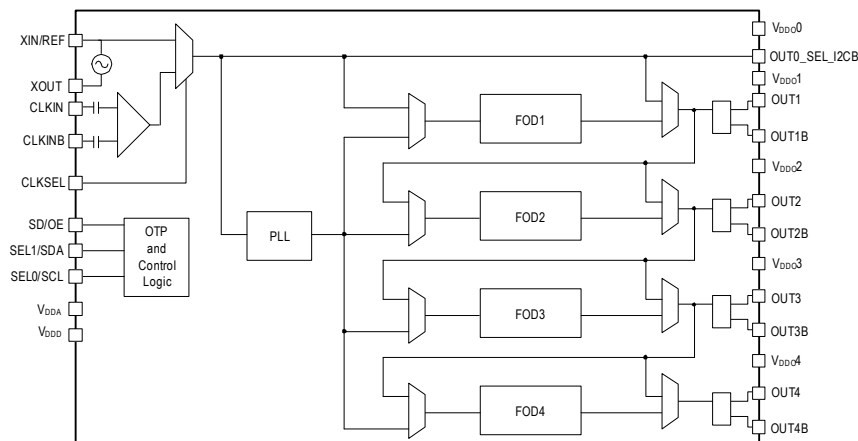 XIN/REF
XOUT
CLKIN
CLKINB
CLKSEL
SD/OE
SEL1/SDA
SEL0/SCL
VDDA
VDDD
OTP
and
Control
Logic
PLL
FOD1
FOD2
FOD3
FOD4
VDDO0
OUT0_SEL_I2CB
VDDO1
OUT1
OUT1B
VDDO2
OUT2
OUT2B
VDDO3
OUT3
OUT3B
VDDO4
OUT4
OUT4B